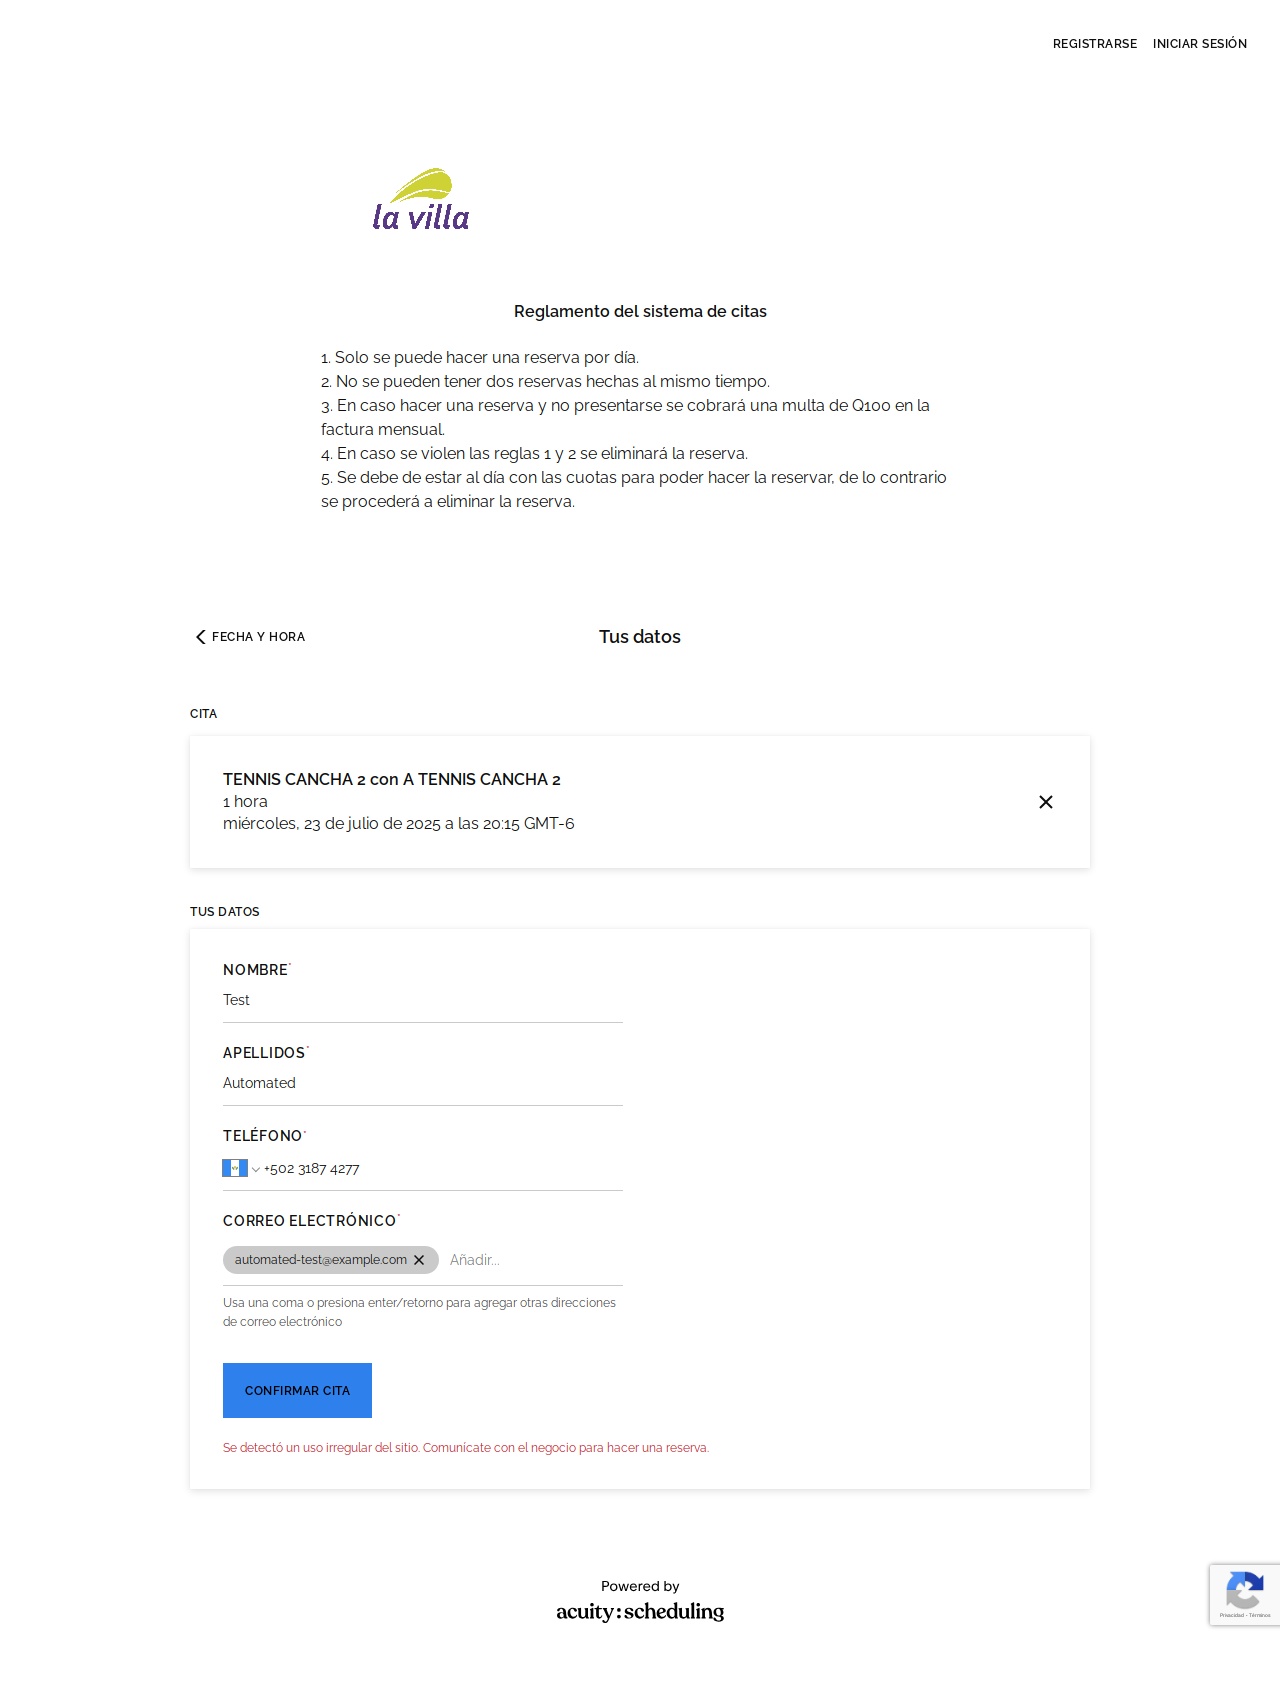 REGISTRARSE INICIAR SESIÓN
la villa
Reglamento del sistema de citas
1. Solo se puede hacer una reserva por día.
2. No se pueden tener dos reservas hechas al mismo tiempo.
3. En caso hacer una reserva y no presentarse se cobrará una multa de Q100 en la
factura mensual.
4. En caso se violen las reglas 1 y 2 se eliminará la reserva.
5. Se debe de estar al día con las cuotas para poder hacer la reservar, de lo contrario
se procederá a eliminar la reserva.
FECHA Y HORA
Tus datos
CITA
TENNIS CANCHA 2 con A TENNIS CANCHA 2
1 hora
miércoles, 23 de julio de 2025 a las 20:15 GMT-6
TUS DATOS
NOMBRE*
Test
APELLIDOS*
Automated
TELÉFONO*
+502 3187 4277
CORREO ELECTRÓNICO*
automated-test@example.com Añadir...
Usa una coma o presiona enter/retorno para agregar otras direcciones
de correo electrónico
CONFIRMAR CITA
Se detectó un uso irregular del sitio. Comunícate con el negocio para hacer una reserva.
Powered by
acuity:scheduling
Privacidad - Términos